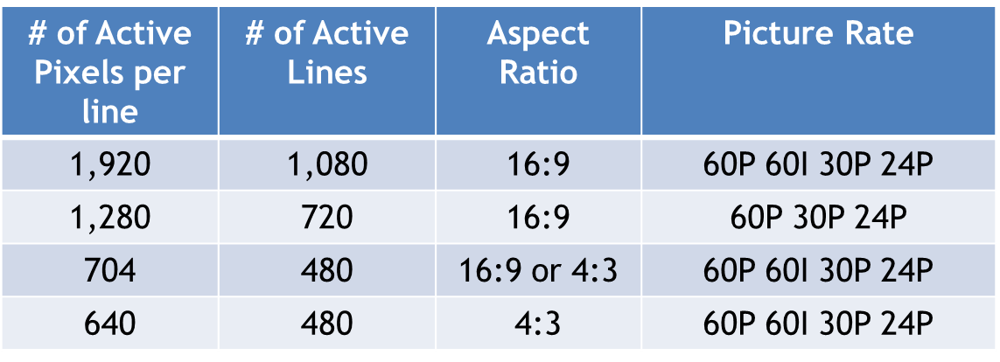 # of Active Pixels per line	# of Active Lines	Aspect Ratio	Picture Rate
1,920	1,080	16:9	60P 60I 30P 24P
1,280	720	16:9	60P 30P 24P
704	480	16:9 or 4:3	60P 60I 30P 24P
640	480	4:3	60P 60I 30P 24P